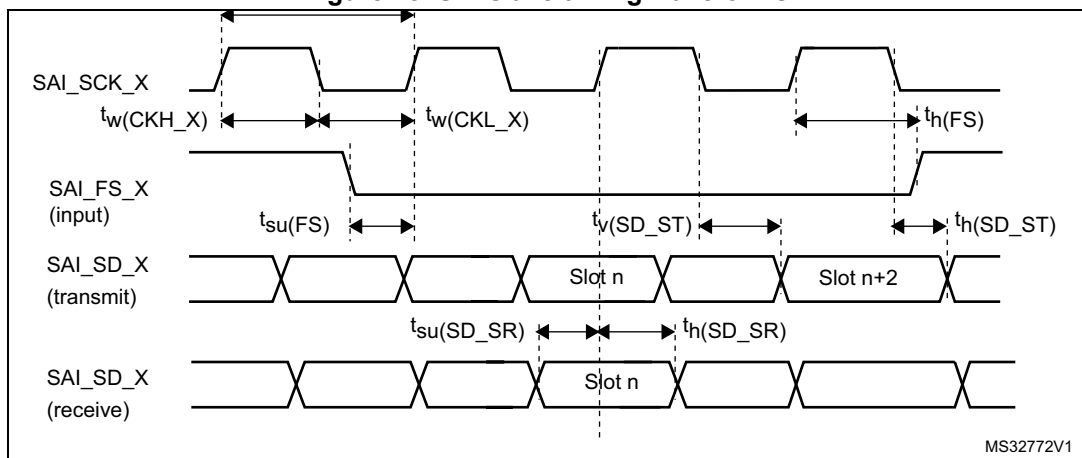 SAI_SCK_X
tw(CKH_X)
tw(CKL_X)
th(FS)
SAI_FS_X
(input)
tsu(FS)
tv(SD_ST)
th(SD_ST)
SAI_SD_X
(transmit)
Slot n
Slot n+2
tsu(SD_SR)
th(SD_SR)
SAI_SD_X
(receive)
Slot n
MS32772V1